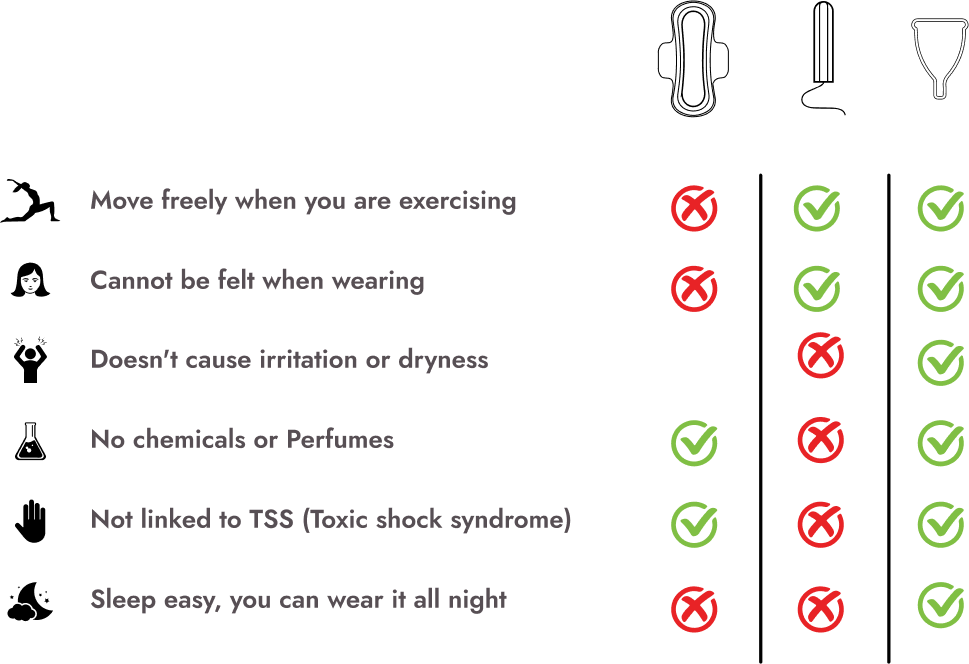 Move freely when you are exercising
Cannot be felt when wearing
Doesn't cause irritation or dryness
No chemicals or Perfumes
Not linked to TSS (Toxic shock syndrome)
Sleep easy, you can wear it all night